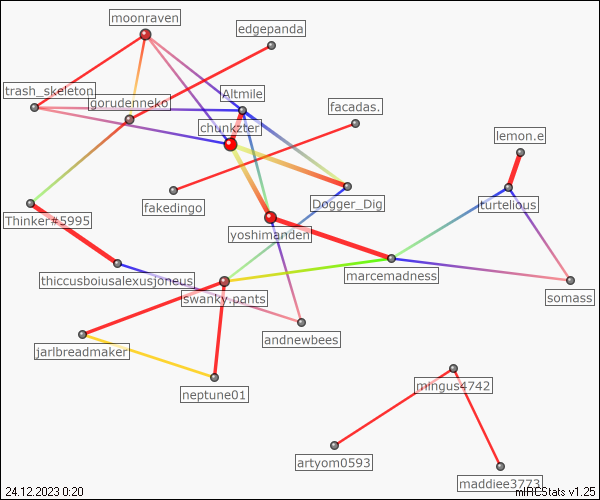 moonraven
edgepanda
trash_skeleton
gorudenneko
Altmile
facadas.
chunkzter
lemon.e
Thinker#5995
fakedingo
Dogger_Dig
turtelious
yoshimanden
thiccusboiusalexusjoneus
marcemadness
swanky.pants
somass
andnewbees
jarlbreadmaker
neptune01
mingus4742
artyom0593
maddiee3773
24.12.2023 0:20
mIRCStats v1.25